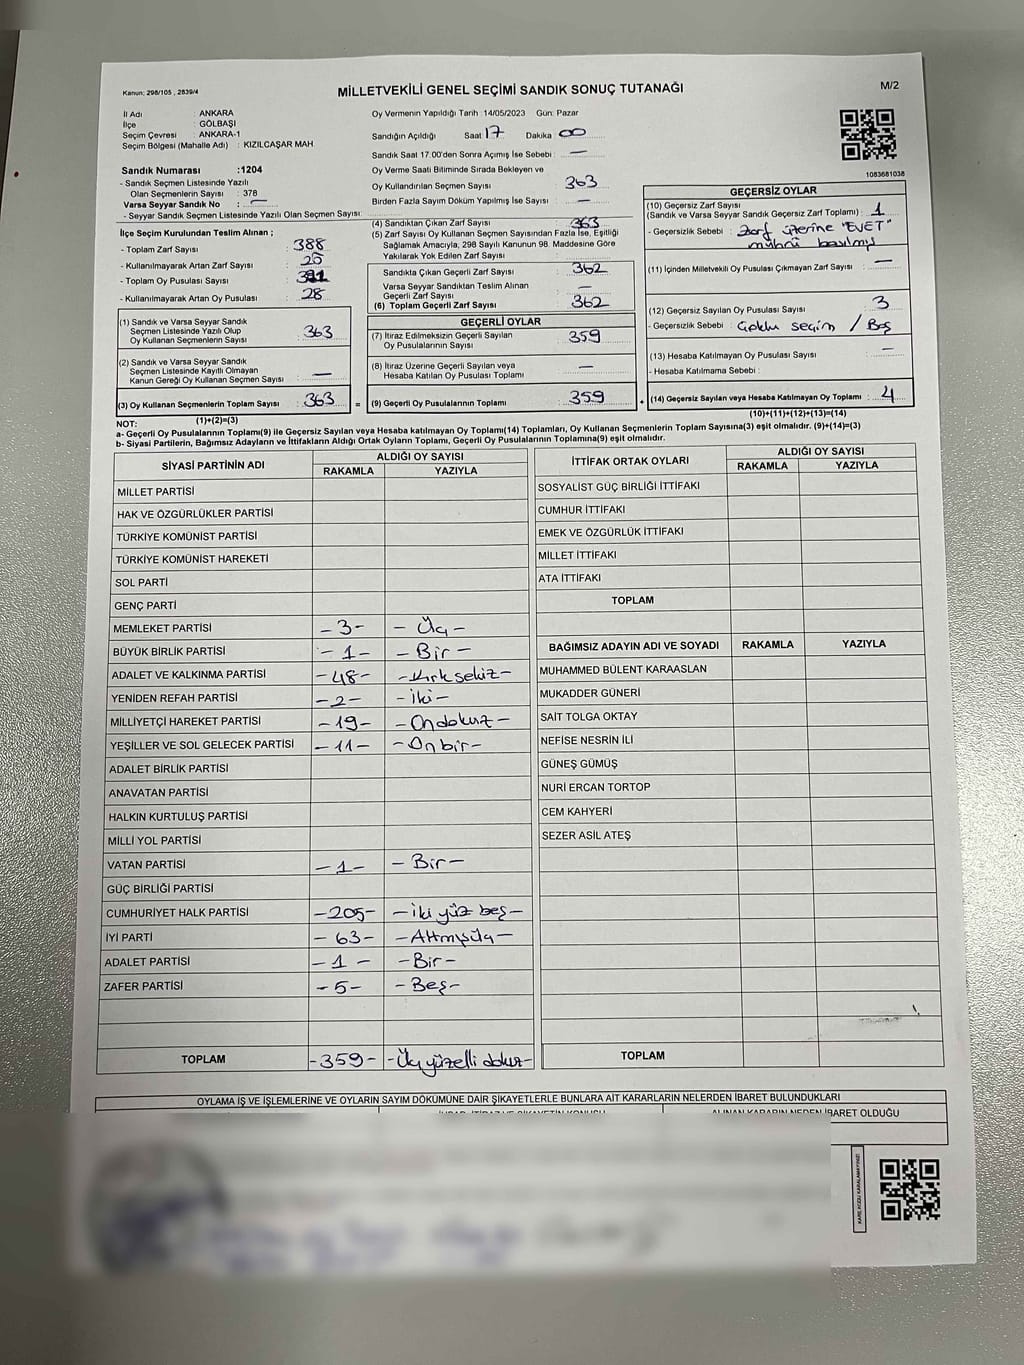 Kanun: 298/105 , 2839/4
MİLLETVEKİLİ GENEL SEÇİMİ SANDIK SONUÇ TUTANAĞI
M/2
İl Adı : ANKARA
İlçe : GÖLBAŞI
Seçim Çevresi : ANKARA-1
Seçim Bölgesi (Mahalle Adı) : KIZILCAŞAR MAH
Sandık Numarası :1204
- Sandık Seçmen Listesinde Yazılı
Olan Seçmenlerin Sayısı : 378
Varsa Seyyar Sandık No : —
- Seyyar Sandık Seçmen Listesinde Yazılı Olan Seçmen Sayısı:
İlçe Seçim Kurulundan Teslim Alınan ;
- Toplam Zarf Sayısı : 388
- Kullanılmayarak Artan Zarf Sayısı : 25
- Toplam Oy Pusulası Sayısı : 391
- Kullanılmayarak Artan Oy Pusulası : 28
(1) Sandık ve Varsa Seyyar Sandık
Seçmen Listesinde Yazılı Olup
Oy Kullanan Seçmenlerin Sayısı : 363
(2) Sandık ve Varsa Seyyar Sandık
Seçmen Listesinde Kayıtlı Olmayan
Kanun Gereği Oy Kullanan Seçmen Sayısı : —
(3) Oy Kullanan Seçmenlerin Toplam Sayısı : 363
(1)+(2)=(3)
Oy Vermenin Yapıldığı Tarih :14/05/2023 Gün: Pazar
Sandığın Açıldığı Saat 17 Dakika 00
Sandık Saat 17:00'den Sonra Açımış İse Sebebi : —
Oy Verme Saati Bitiminde Sırada Bekleyen ve
Oy Kullandırılan Seçmen Sayısı : 363
Birden Fazla Sayım Döküm Yapılmış İse Sayısı : —
(4) Sandıktan Çıkan Zarf Sayısı : 363
(5) Zarf Sayısı Oy Kullanan Seçmen Sayısından Fazla İse, Eşitliği
Sağlamak Amacıyla, 298 Sayılı Kanunun 98. Maddesine Göre
Yakılarak Yok Edilen Zarf Sayısı :
Sandıkta Çıkan Geçerli Zarf Sayısı : 362
Varsa Seyyar Sandıktan Teslim Alınan
Geçerli Zarf Sayısı : —
(6) Toplam Geçerli Zarf Sayısı : 362
GEÇERLİ OYLAR
(7) İtiraz Edilmeksizin Geçerli Sayılan
Oy Pusulalarının Sayısı : 359
(8) İtiraz Üzerine Geçerli Sayılan veya
Hesaba Katılan Oy Pusulası Toplamı : —
= (9) Geçerli Oy Pusulalarının Toplamı : 359 +
1083681038
GEÇERSİZ OYLAR
(10) Geçersiz Zarf Sayısı
(Sandık ve Varsa Seyyar Sandık Geçersiz Zarf Toplamı) : 1
- Geçersizlik Sebebi : Zarf üzerine "EVET"
mührü basılmış
(11) İçinden Milletvekili Oy Pusulası Çıkmayan Zarf Sayısı : —
(12) Geçersiz Sayılan Oy Pusulası Sayısı : 3
- Geçersizlik Sebebi : Çoklu seçim / Boş
(13) Hesaba Katılmayan Oy Pusulası Sayısı : —
- Hesaba Katılmama Sebebi :
(14) Geçersiz Sayılan veya Hesaba Katılmayan Oy Toplamı : 4
(10)+(11)+(12)+(13)=(14)
NOT:
a- Geçerli Oy Pusulalarının Toplamı(9) ile Geçersiz Sayılan veya Hesaba katılmayan Oy Toplamı(14) Toplamları, Oy Kullanan Seçmenlerin Toplam Sayısına(3) eşit olmalıdır. (9)+(14)=(3)
b- Siyasi Partilerin, Bağımsız Adayların ve İttifakların Aldığı Ortak Oyların Toplamı, Geçerli Oy Pusulalarının Toplamına(9) eşit olmalıdır.
SİYASİ PARTİNİN ADI
ALDIĞI OY SAYISI
RAKAMLA YAZIYLA
MİLLET PARTİSİ
HAK VE ÖZGÜRLÜKLER PARTİSİ
TÜRKİYE KOMÜNİST PARTİSİ
TÜRKİYE KOMÜNİST HAREKETİ
SOL PARTİ
GENÇ PARTİ
MEMLEKET PARTİSİ -3- - Üç -
BÜYÜK BİRLİK PARTİSİ -1- - Bir -
ADALET VE KALKINMA PARTİSİ -48- - Kırksekiz -
YENİDEN REFAH PARTİSİ -2- - iki -
MİLLİYETÇİ HAREKET PARTİSİ -19- - Ondokuz -
YEŞİLLER VE SOL GELECEK PARTİSİ -11- - Onbir -
ADALET BİRLİK PARTİSİ
ANAVATAN PARTİSİ
HALKIN KURTULUŞ PARTİSİ
MİLLİ YOL PARTİSİ
VATAN PARTİSİ -1- - Bir -
GÜÇ BİRLİĞİ PARTİSİ
CUMHURİYET HALK PARTİSİ -205- - iki yüz beş -
İYİ PARTİ -63- - Altmışüç -
ADALET PARTİSİ -1- - Bir -
ZAFER PARTİSİ -5- - Beş -
TOPLAM -359- - Üçyüzelli dokuz -
İTTİFAK ORTAK OYLARI
ALDIĞI OY SAYISI
RAKAMLA YAZIYLA
SOSYALİST GÜÇ BİRLİĞİ İTTİFAKI
CUMHUR İTTİFAKI
EMEK VE ÖZGÜRLÜK İTTİFAKI
MİLLET İTTİFAKI
ATA İTTİFAKI
TOPLAM
BAĞIMSIZ ADAYIN ADI VE SOYADI RAKAMLA YAZIYLA
MUHAMMED BÜLENT KARAASLAN
MUKADDER GÜNERİ
SAİT TOLGA OKTAY
NEFİSE NESRİN İLİ
GÜNEŞ GÜMÜŞ
NURİ ERCAN TORTOP
CEM KAHYERİ
SEZER ASİL ATEŞ
TOPLAM
OYLAMA İŞ VE İŞLEMLERİNE VE OYLARIN SAYIM DÖKÜMÜNE DAİR ŞİKAYETLERLE BUNLARA AİT KARARLARIN NELERDEN İBARET BULUNDUKLARI
ALINAN KARARIN NEDEN İBARET OLDUĞU
KARE KODU KARALAMAYINIZ!